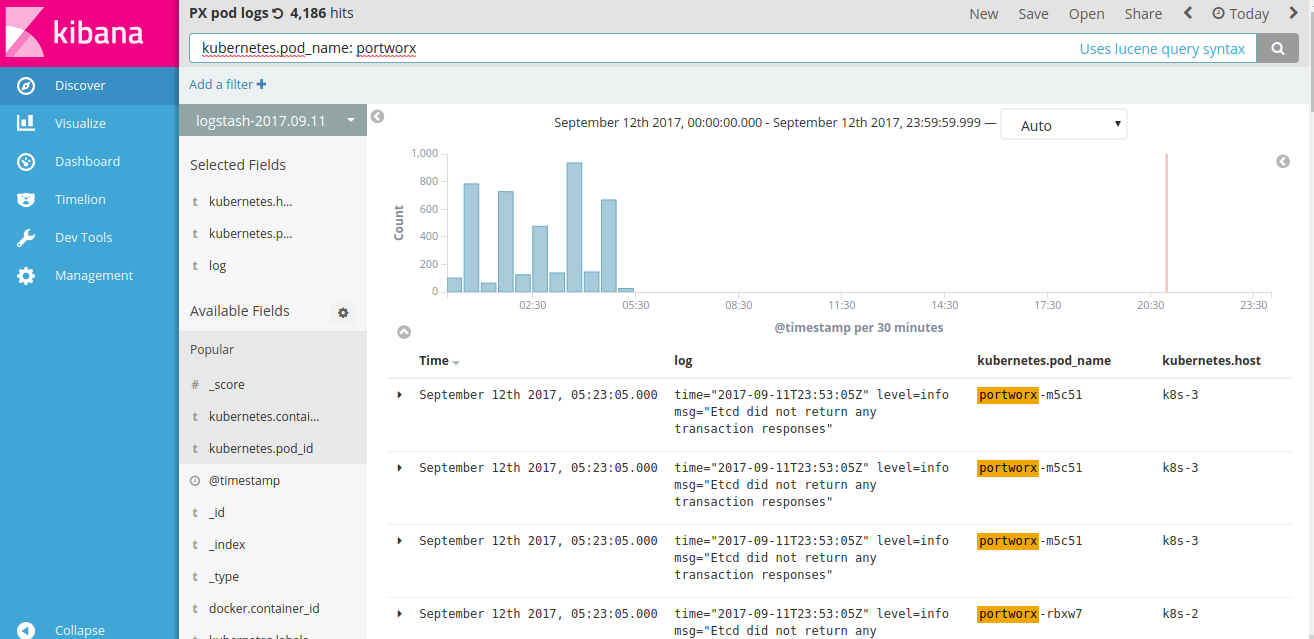 kibana
Discover
Visualize
Dashboard
Timelion
Dev Tools
Management
Collapse
PX pod logs 4,186 hits
New Save Open Share Today
kubernetes.pod_name: portworx
Uses lucene query syntax
Add a filter +
logstash-2017.09.11
Selected Fields
t kubernetes.h...
t kubernetes.p...
t log
Available Fields
Popular
# _score
t kubernetes.contai...
t kubernetes.pod_id
@timestamp
t _id
t _index
t _type
t docker.container_id
September 12th 2017, 00:00:00.000 - September 12th 2017, 23:59:59.999 — Auto
Count
1,000
800
600
400
200
0
02:30 05:30 08:30 11:30 14:30 17:30 20:30 23:30
@timestamp per 30 minutes
Time log kubernetes.pod_name kubernetes.host
September 12th 2017, 05:23:05.000 time="2017-09-11T23:53:05Z" level=info portworx-m5c51 k8s-3
msg="Etcd did not return any
transaction responses"
September 12th 2017, 05:23:05.000 time="2017-09-11T23:53:05Z" level=info portworx-m5c51 k8s-3
msg="Etcd did not return any
transaction responses"
September 12th 2017, 05:23:05.000 time="2017-09-11T23:53:05Z" level=info portworx-m5c51 k8s-3
msg="Etcd did not return any
transaction responses"
September 12th 2017, 05:23:05.000 time="2017-09-11T23:53:05Z" level=info portworx-rbxw7 k8s-2
msg="Etcd did not return any